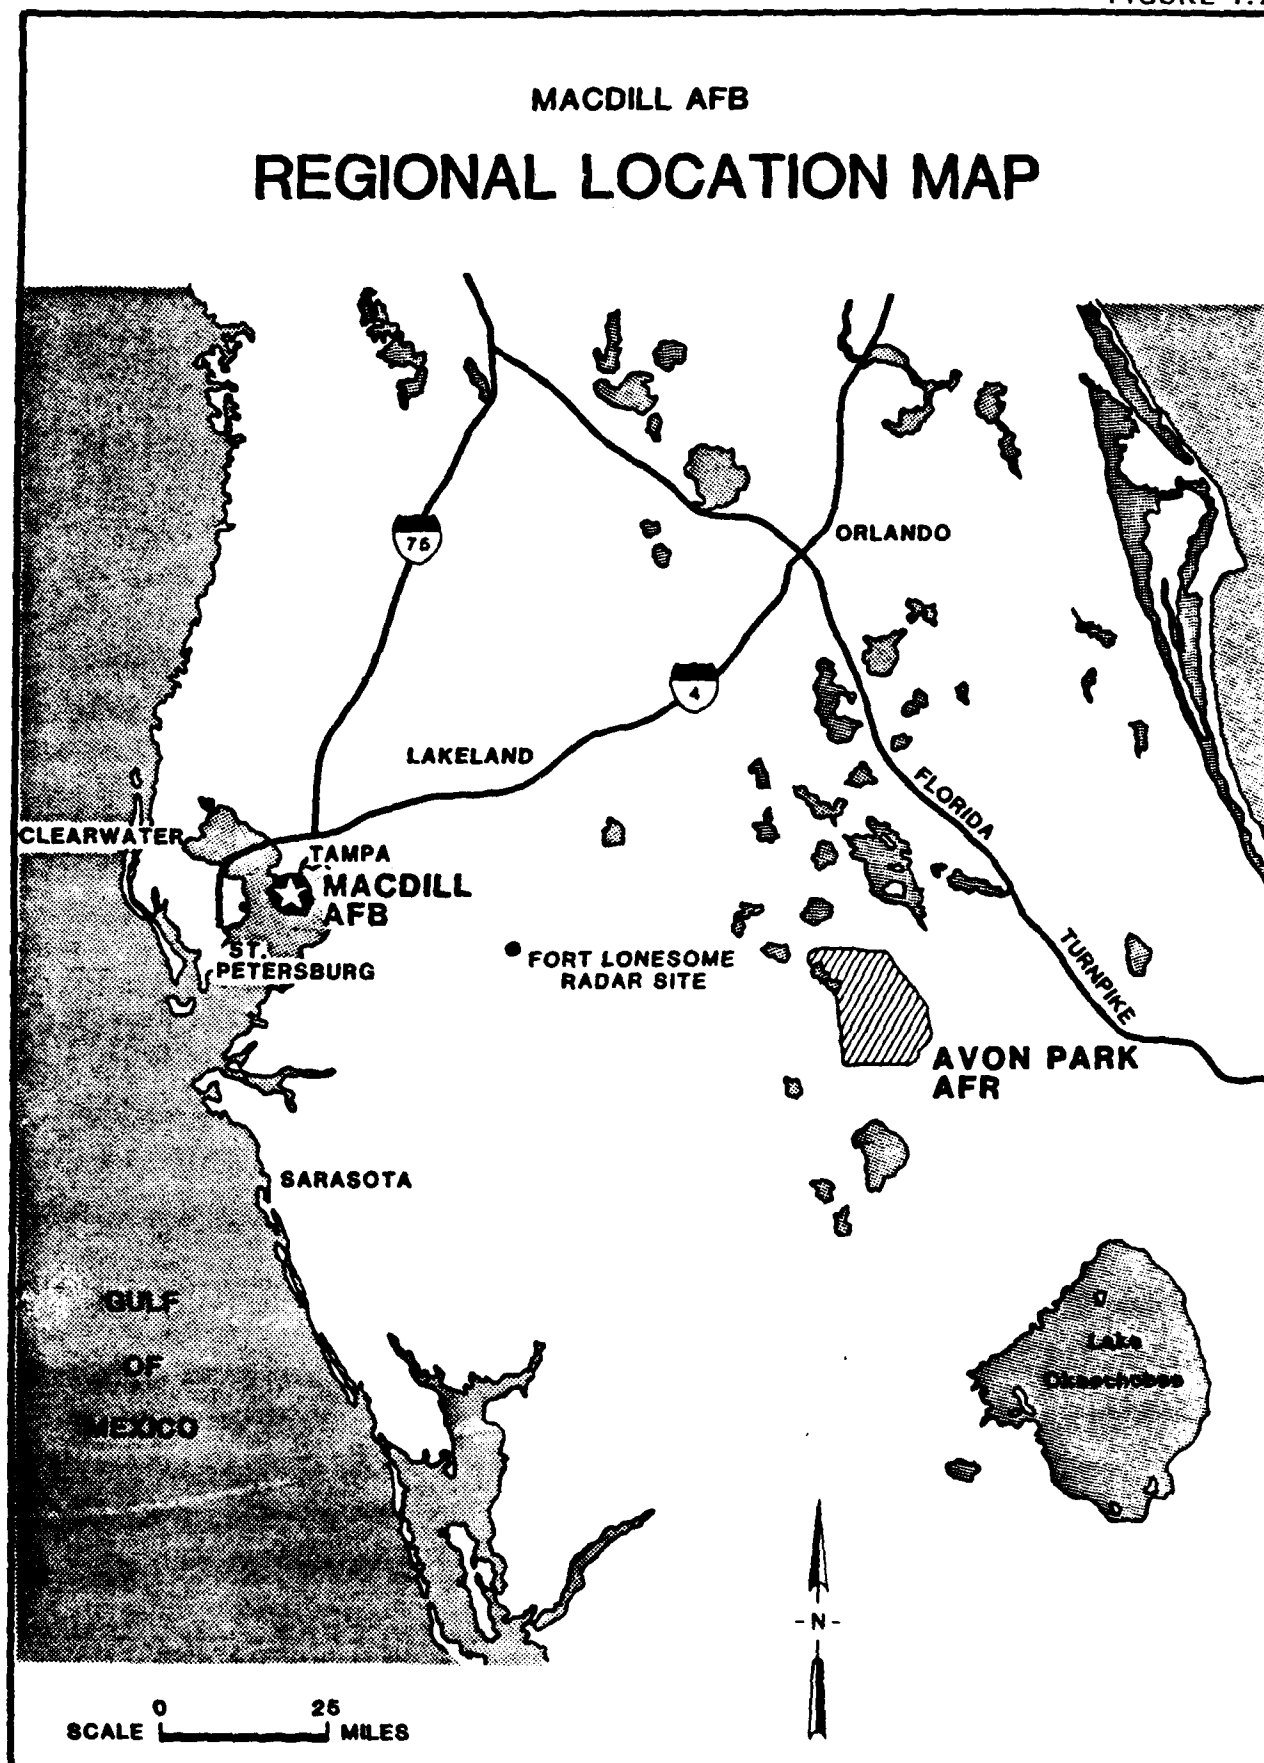 MACDILL AFB
REGIONAL LOCATION MAP
76
ORLANDO
4
LAKELAND
FLORIDA
CLEARWATER
TAMPA
MACDILL
AFB
ST.
PETERSBURG
FORT LONESOME
RADAR SITE
TURNPIKE
AVON PARK
AFR
SARASOTA
GULF
OF
MEXICO
Lake
Okeechobee
- N -
0 25
SCALE MILES